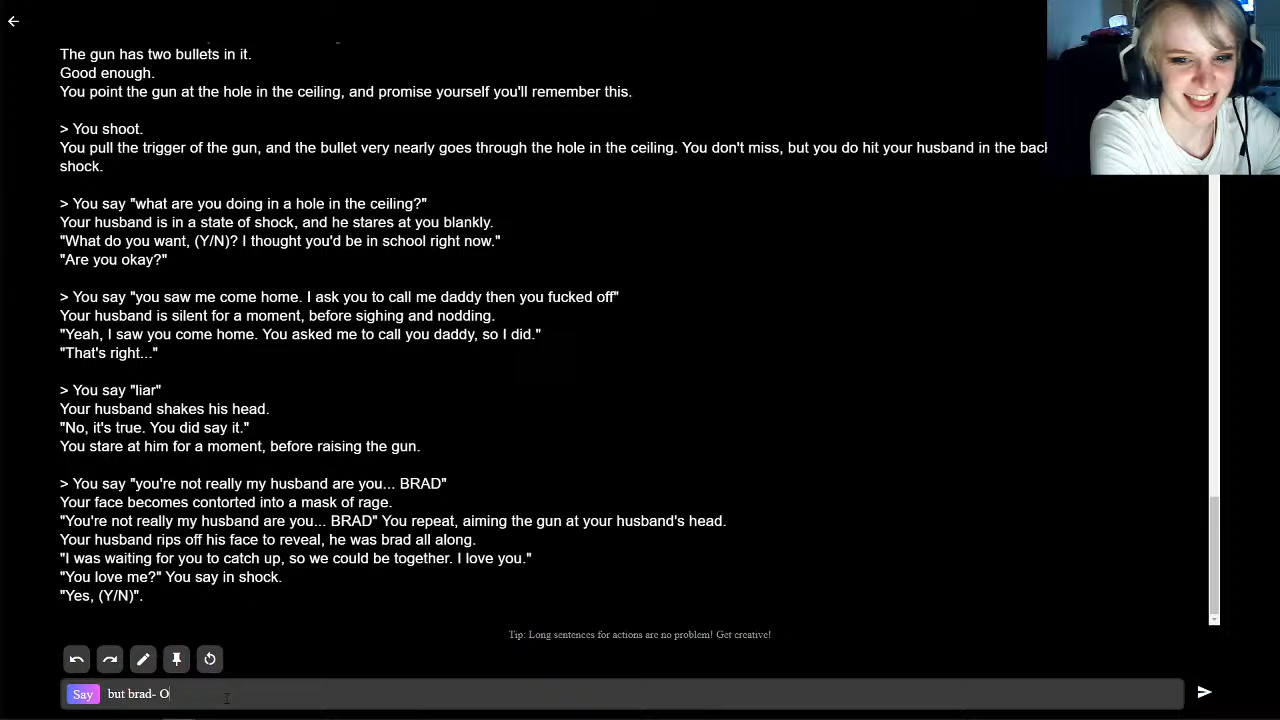 The gun has two bullets in it.
Good enough.
You point the gun at the hole in the ceiling, and promise yourself you'll remember this.
> You shoot.
You pull the trigger of the gun, and the bullet very nearly goes through the hole in the ceiling. You don't miss, but you do hit your husband in the back
shock.
> You say "what are you doing in a hole in the ceiling?"
Your husband is in a state of shock, and he stares at you blankly.
"What do you want, (Y/N)? I thought you'd be in school right now."
"Are you okay?"
> You say "you saw me come home. I ask you to call me daddy then you fucked off"
Your husband is silent for a moment, before sighing and nodding.
"Yeah, I saw you come home. You asked me to call you daddy, so I did."
"That's right..."
> You say "liar"
Your husband shakes his head.
"No, it's true. You did say it."
You stare at him for a moment, before raising the gun.
> You say "you're not really my husband are you... BRAD"
Your face becomes contorted into a mask of rage.
"You're not really my husband are you... BRAD" You repeat, aiming the gun at your husband's head.
Your husband rips off his face to reveal, he was brad all along.
"I was waiting for you to catch up, so we could be together. I love you."
"You love me?" You say in shock.
"Yes, (Y/N)".
Tip: Long sentences for actions are no problem! Get creative!
Say but brad- O